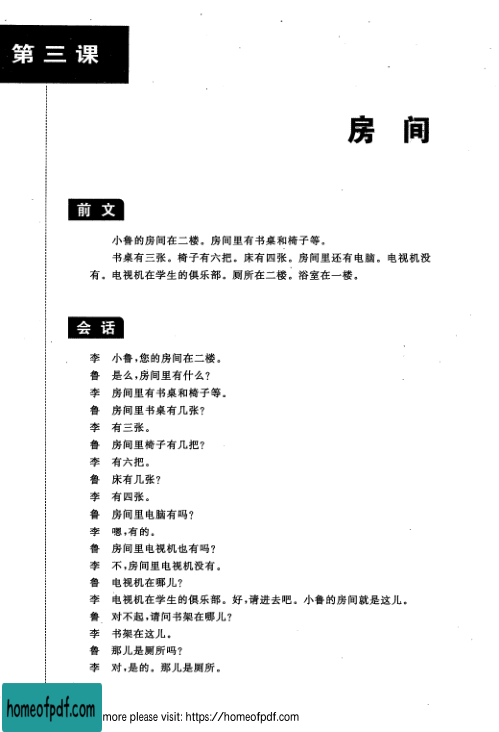 第三课
房 间
前 文
小鲁的房间在二楼。房间里有书桌和椅子等。
书桌有三张。椅子有六把。床有四张。房间里还有电脑。电视机没
有。电视机在学生的俱乐部。厕所在二楼。浴室在一楼。
会 话
李 小鲁,您的房间在二楼。
鲁 是么,房间里有什么?
李 房间里有书桌和椅子等。
鲁 房间里书桌有几张?
李 有三张。
鲁 房间里椅子有几把?
李 有六把。
鲁 床有几张?
李 有四张。
鲁 房间里电脑有吗?
李 嗯,有的。
鲁 房间里电视机也有吗?
李 不,房间里电视机没有。
鲁 电视机在哪儿?
李 电视机在学生的俱乐部。好,请进去吧。小鲁的房间就是这儿。
鲁 对不起,请问书架在哪儿?
李 书架在这儿。
鲁 那儿是厕所吗?
李 对,是的。那儿是厕所。
homeofpdf.com
more please visit: https://homeofpdf.com